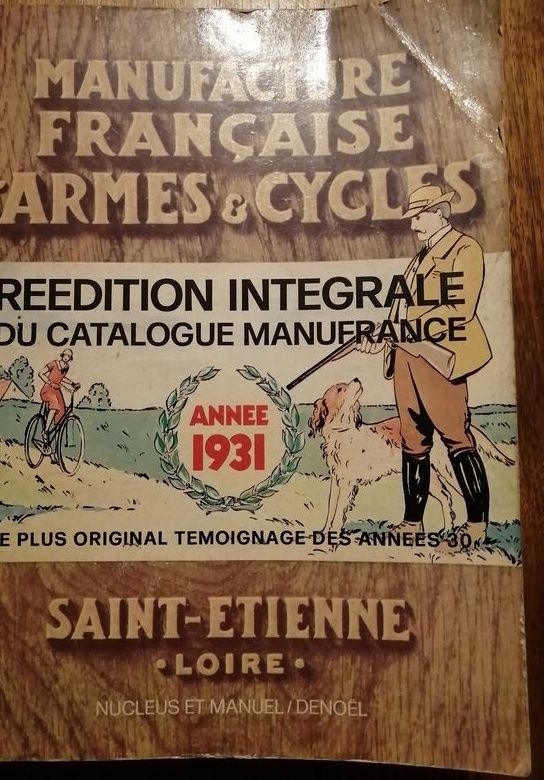 MANUFACTURE
FRANÇAISE
D'ARMES & CYCLES
REEDITION INTEGRALE
DU CATALOGUE MANUFRANCE
ANNEE
1931
E PLUS ORIGINAL TEMOIGNAGE DES ANNEES 30
SAINT-ETIENNE
• LOIRE •
NUCLEUS ET MANUEL/DENOËL